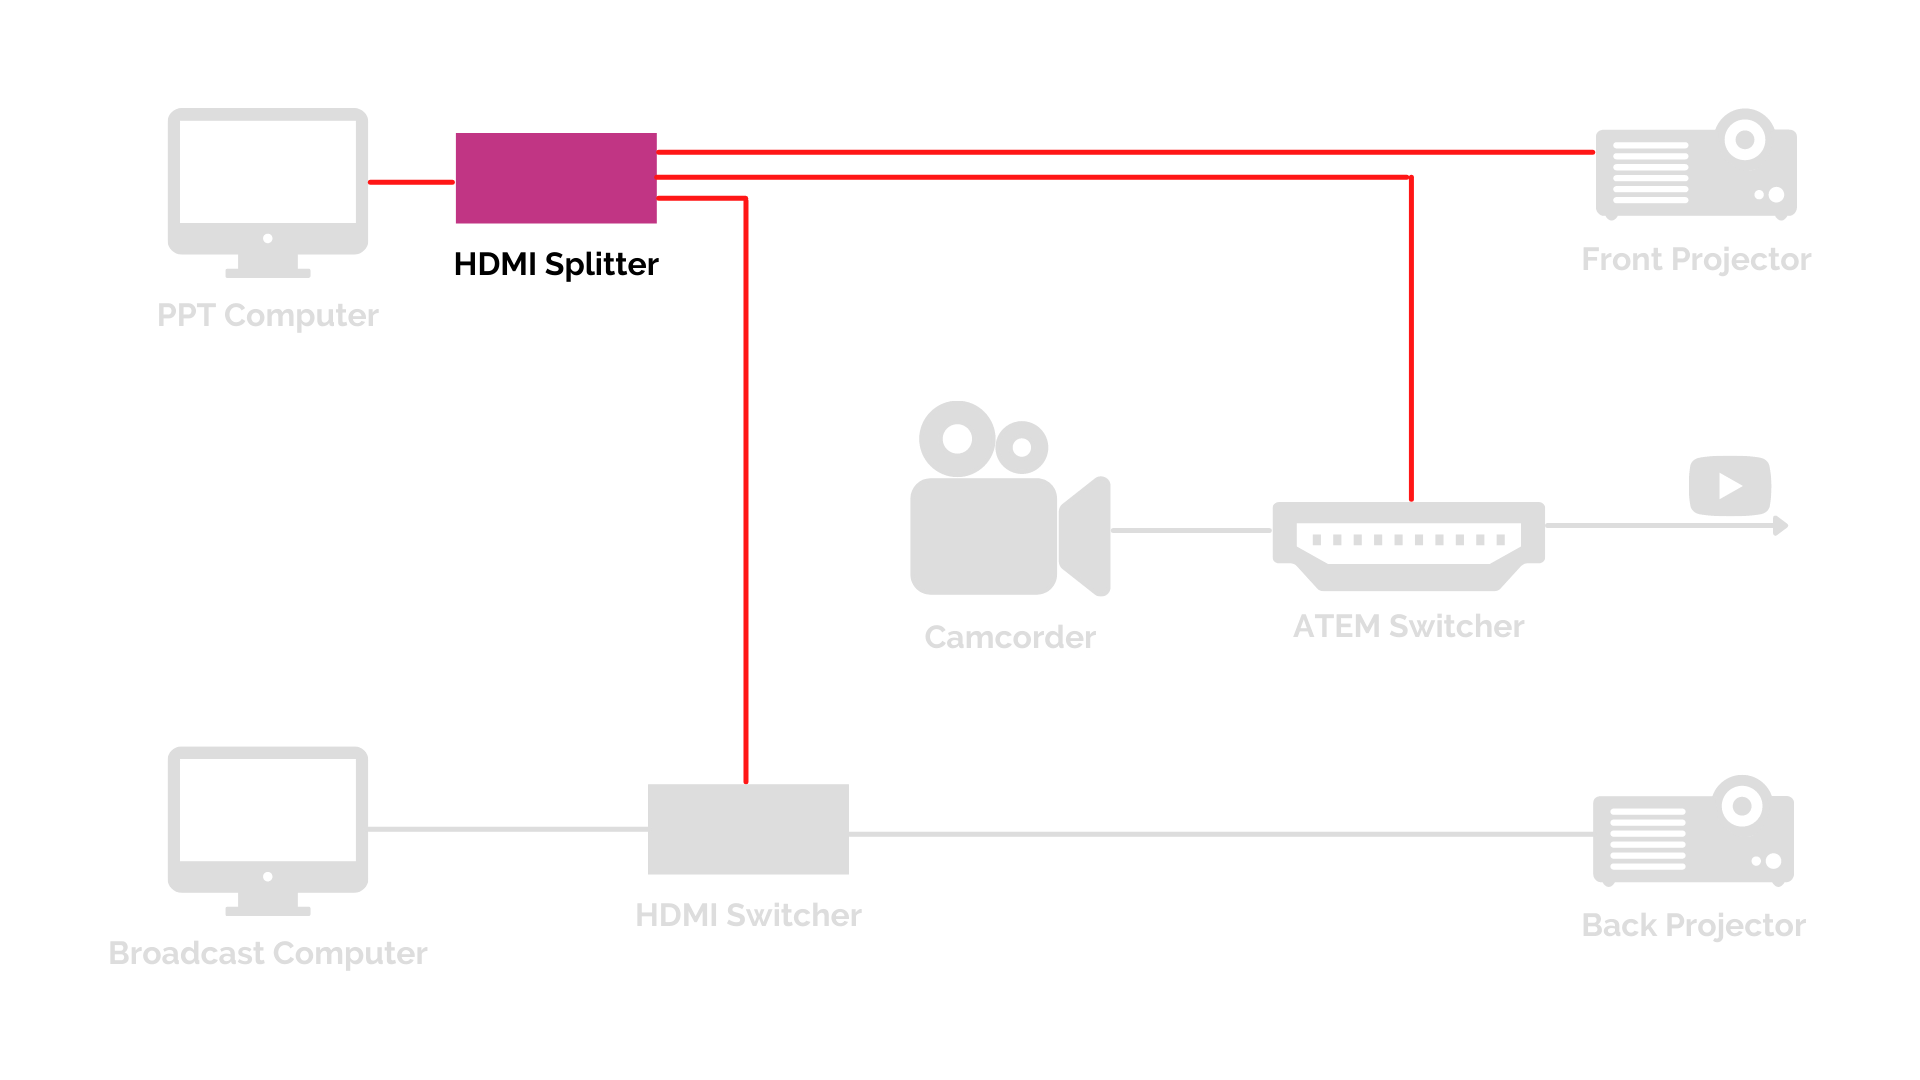 HDMI Splitter
Front Projector
PPT Computer
Camcorder
ATEM Switcher
HDMI Switcher
Back Projector
Broadcast Computer